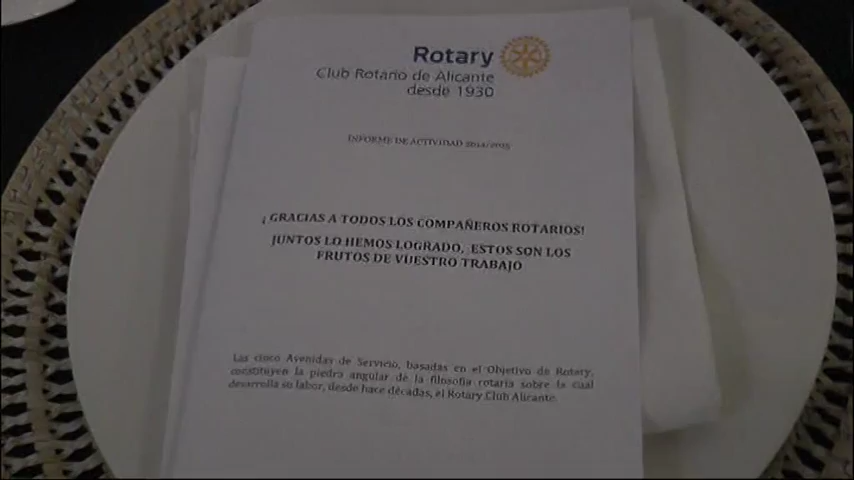 Rotary
Club Rotario de Alicante
desde 1930
INFORME DE ACTIVIDAD 2014/2015
¡GRACIAS A TODOS LOS COMPAÑEROS ROTARIOS!
JUNTOS LO HEMOS LOGRADO, ESTOS SON LOS
FRUTOS DE VUESTRO TRABAJO
Las cinco Avenidas de Servicio, basadas en el Objetivo de Rotary,
constituyen la piedra angular de la filosofía rotaria sobre la cual
desarrolla su labor, desde hace décadas, el Rotary Club Alicante.